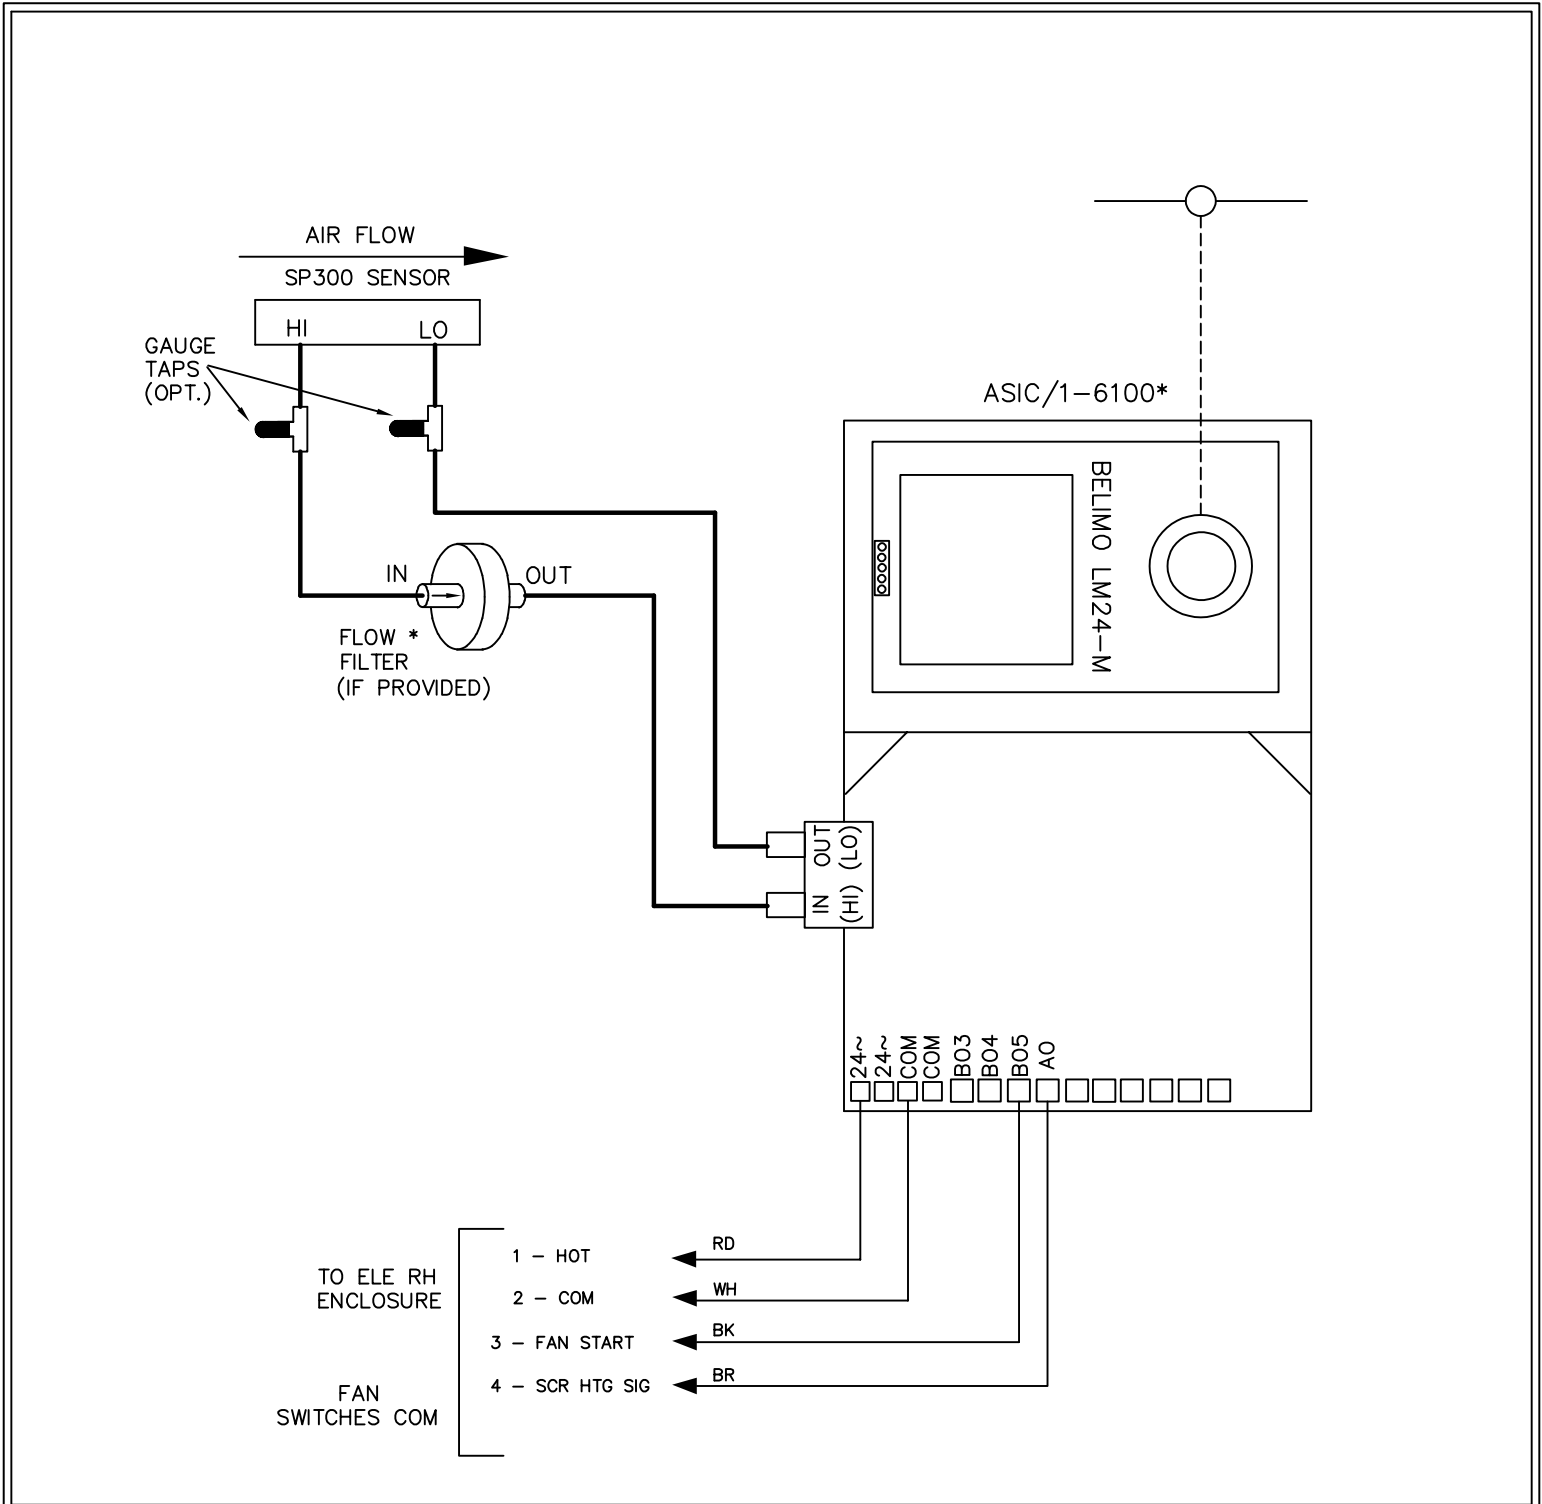 AIR FLOW
SP300 SENSOR
HI
LO
GAUGE
TAPS
(OPT.)
ASIC/1-6100*
BELIMO LM24-M
IN
OUT
FLOW *
FILTER
(IF PROVIDED)
OUT
(LO)
IN
(HI)
24~
24~
COM
COM
BO3
BO4
BO5
AO
TO ELE RH
ENCLOSURE
FAN
SWITCHES COM
1 - HOT
RD
2 - COM
WH
3 - FAN START
BK
4 - SCR HTG SIG
BR